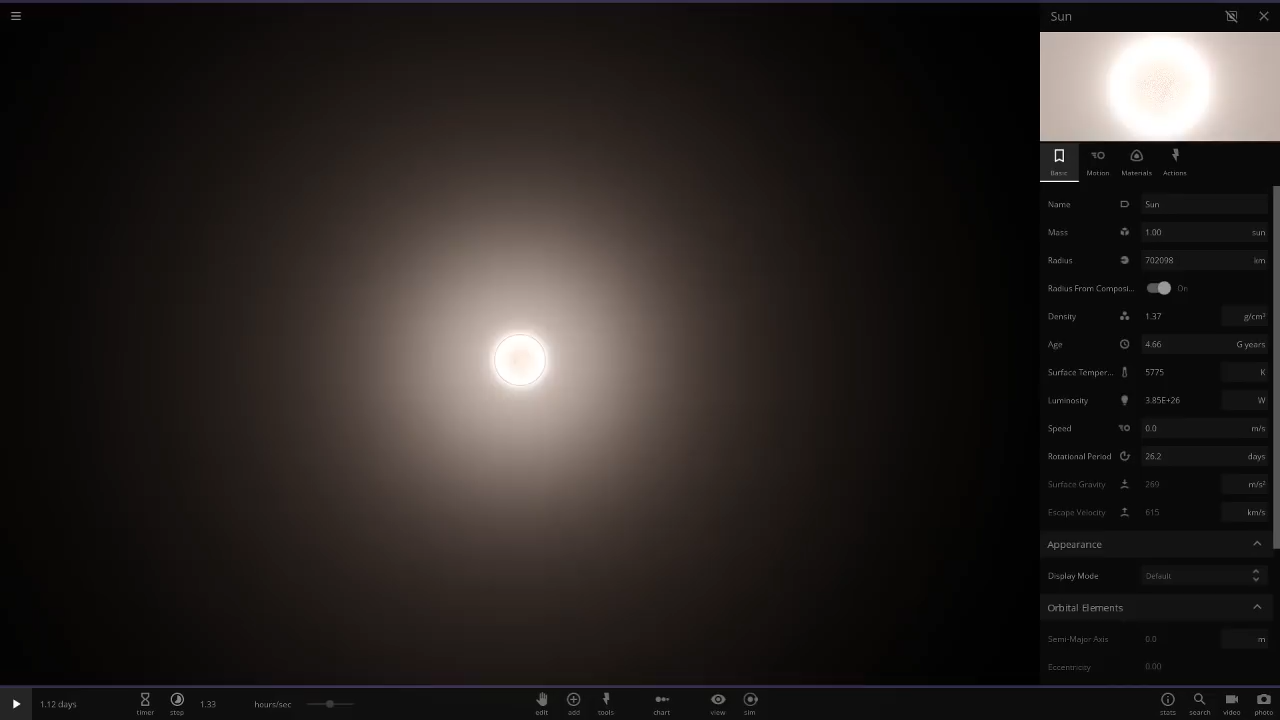 Sun
Basic
Motion
Materials
Actions
Name Sun
Mass 1.00 sun
Radius 702098 km
Radius From Composi... On
Density 1.37 g/cm³
Age 4.66 G years
Surface Temper... 5775 K
Luminosity 3.85E+26 W
Speed 0.0 m/s
Rotational Period 26.2 days
Surface Gravity 269 m/s²
Escape Velocity 615 km/s
Appearance
Display Mode Default
Orbital Elements
Semi-Major Axis 0.0 m
Eccentricity 0.00
1.12 days
timer
step
1.33 hours/sec
edit
add
tools
chart
view
sim
stats
search
video
photo